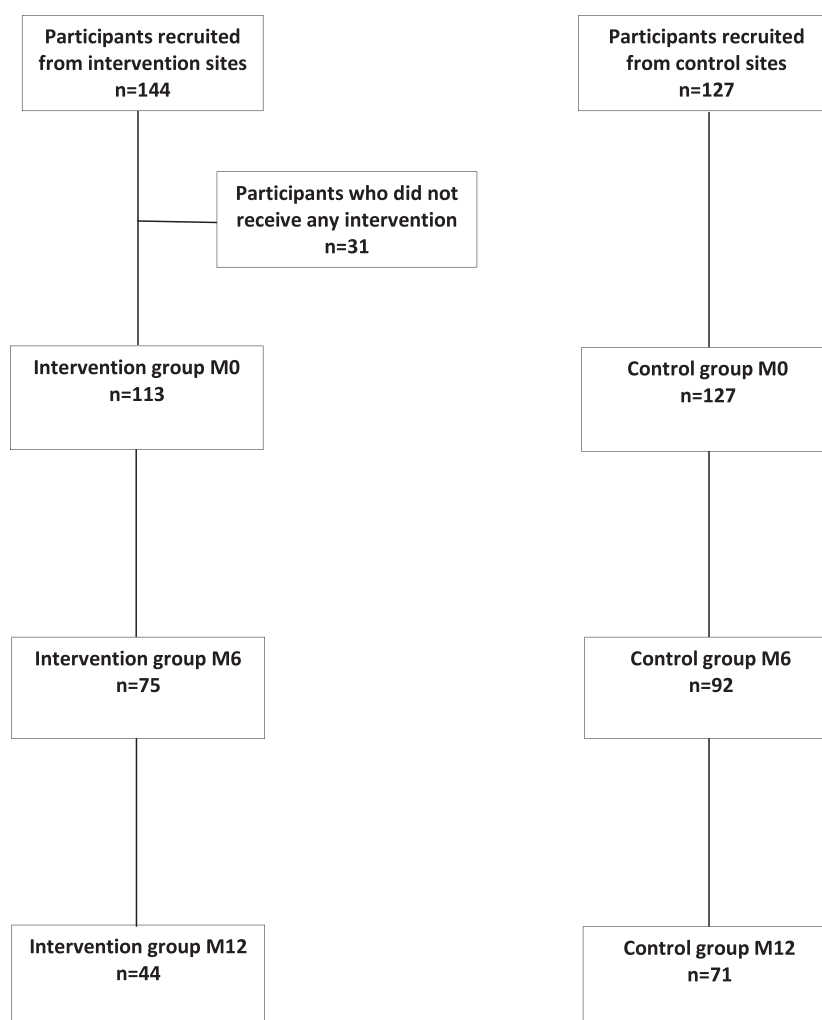 Participants recruited
from intervention sites
n=144
Participants recruited
from control sites
n=127
Participants who did not
receive any intervention
n=31
Intervention group M0
n=113
Control group M0
n=127
Intervention group M6
n=75
Control group M6
n=92
Intervention group M12
n=44
Control group M12
n=71